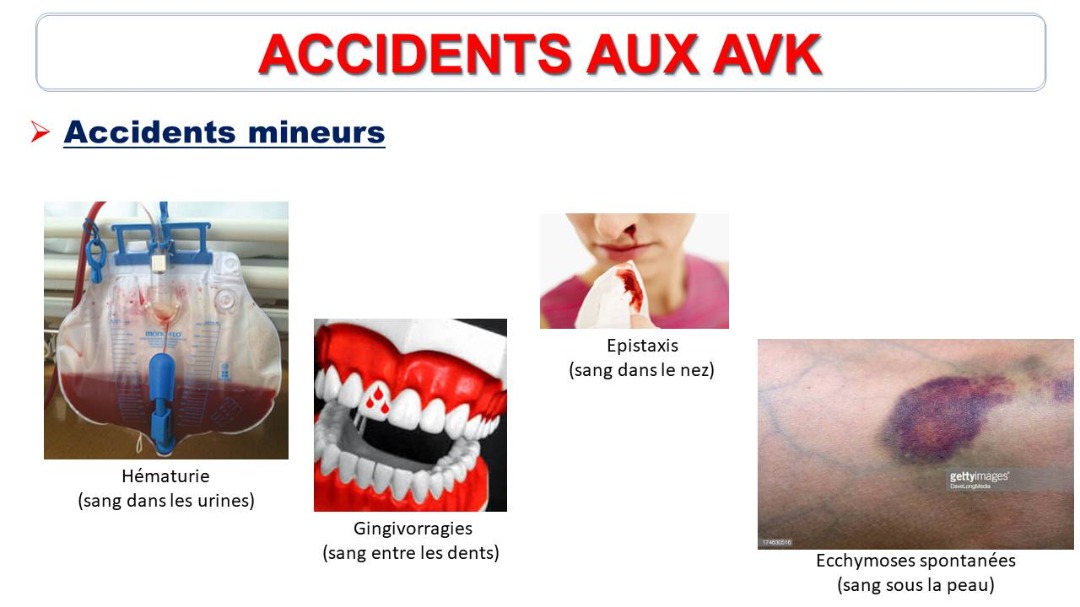 ACCIDENTS AUX AVK
Accidents mineurs
Hématurie
(sang dans les urines)
Gingivorragies
(sang entre les dents)
Epistaxis
(sang dans le nez)
gettyimages
DaveLongMedia
174630516
Ecchymoses spontanées
(sang sous la peau)